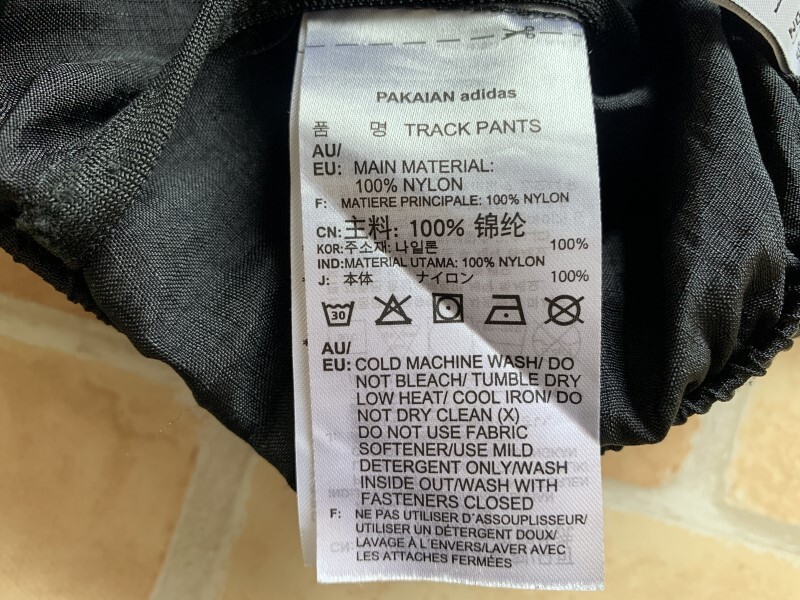 PAKAIAN adidas
품 명 TRACK PANTS
AU/
EU: MAIN MATERIAL:
100% NYLON
F: MATIERE PRINCIPALE: 100% NYLON
CN: 主料: 100% 锦纶
KOR: 주소재: 나일론 100%
IND: MATERIAL UTAMA: 100% NYLON
J: 本体 ナイロン 100%
30
AU/
EU: COLD MACHINE WASH/ DO
NOT BLEACH/ TUMBLE DRY
LOW HEAT/ COOL IRON/ DO
NOT DRY CLEAN (X)
DO NOT USE FABRIC
SOFTENER/USE MILD
DETERGENT ONLY/WASH
INSIDE OUT/WASH WITH
FASTENERS CLOSED
F: NE PAS UTILISER D´ASSOUPLISSEUR/
UTILISER UN DÉTERGENT DOUX/
LAVAGE À L'ENVERS/LAVER AVEC
LES ATTACHES FERMÉES